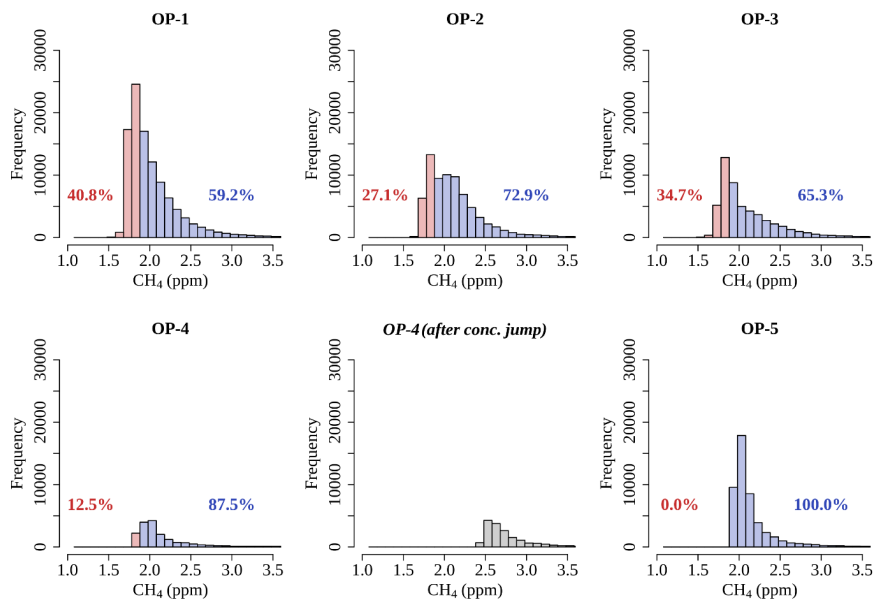 OP-1
OP-2
OP-3
Frequency
0
10000
20000
30000
40.8%
59.2%
1.0 1.5 2.0 2.5 3.0 3.5
CH₄ (ppm)
Frequency
0
10000
20000
30000
27.1%
72.9%
1.0 1.5 2.0 2.5 3.0 3.5
CH₄ (ppm)
Frequency
0
10000
20000
30000
34.7%
65.3%
1.0 1.5 2.0 2.5 3.0 3.5
CH₄ (ppm)
OP-4
OP-4(after conc. jump)
OP-5
Frequency
0
10000
20000
30000
12.5%
87.5%
1.0 1.5 2.0 2.5 3.0 3.5
CH₄ (ppm)
Frequency
0
10000
20000
30000
1.0 1.5 2.0 2.5 3.0 3.5
CH₄ (ppm)
Frequency
0
10000
20000
30000
0.0%
100.0%
1.0 1.5 2.0 2.5 3.0 3.5
CH₄ (ppm)